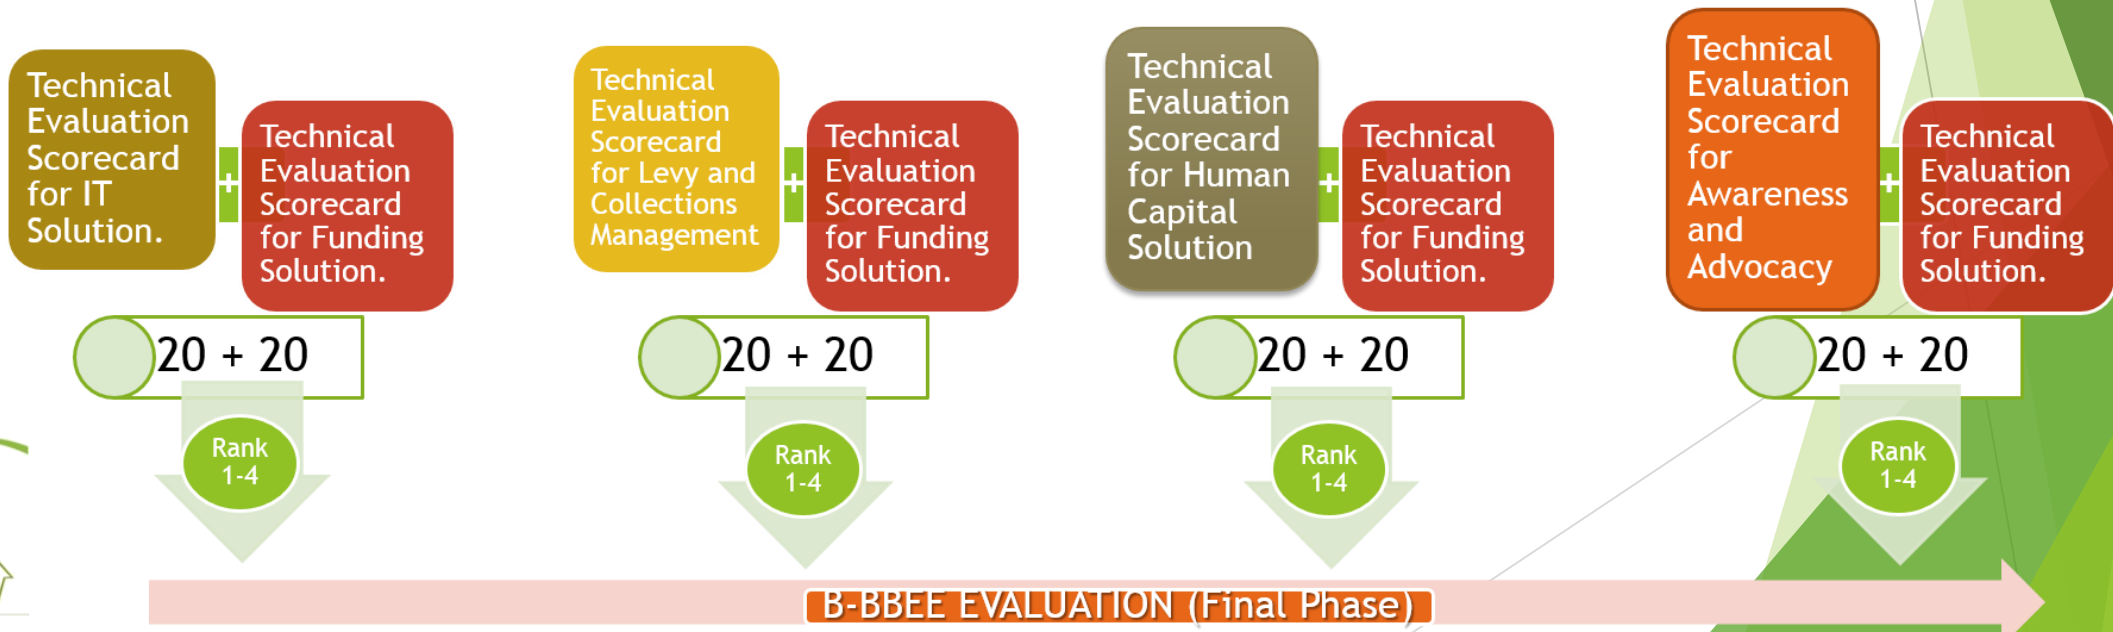 Technical
Evaluation
Scorecard
for IT
Solution.
+
Technical
Evaluation
Scorecard
for Funding
Solution.
20 + 20
Rank
1-4
Technical
Evaluation
Scorecard
for Levy and
Collections
Management
+
Technical
Evaluation
Scorecard
for Funding
Solution.
20 + 20
Rank
1-4
Technical
Evaluation
Scorecard
for Human
Capital
Solution
+
Technical
Evaluation
Scorecard
for Funding
Solution.
20 + 20
Rank
1-4
Technical
Evaluation
Scorecard
for
Awareness
and
Advocacy
+
Technical
Evaluation
Scorecard
for Funding
Solution.
20 + 20
Rank
1-4
B-BBEE EVALUATION (Final Phase)